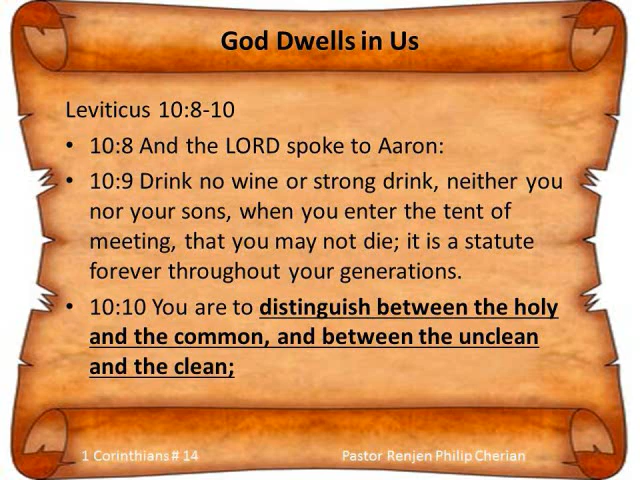 God Dwells in Us
Leviticus 10:8-10
• 10:8 And the LORD spoke to Aaron:
• 10:9 Drink no wine or strong drink, neither you
nor your sons, when you enter the tent of
meeting, that you may not die; it is a statute
forever throughout your generations.
• 10:10 You are to distinguish between the holy
and the common, and between the unclean
and the clean;
1 Corinthians # 14 Pastor Renjen Philip Cherian